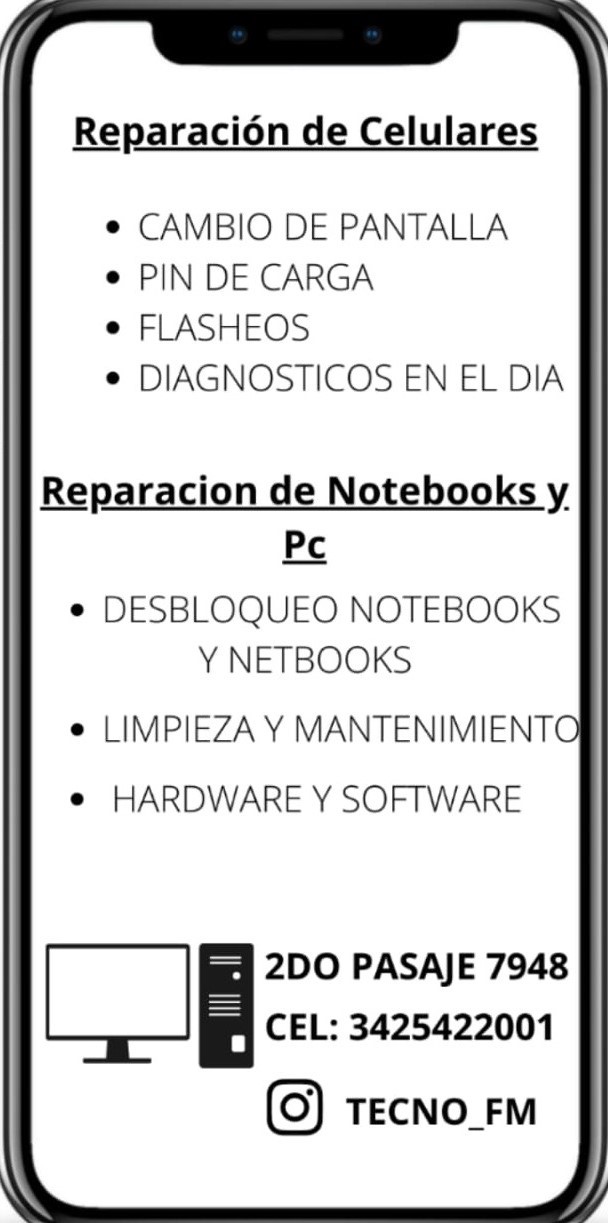 Reparación de Celulares
• CAMBIO DE PANTALLA
• PIN DE CARGA
• FLASHEOS
• DIAGNOSTICOS EN EL DIA
Reparacion de Notebooks y
Pc
• DESBLOQUEO NOTEBOOKS
Y NETBOOKS
• LIMPIEZA Y MANTENIMIENTO
• HARDWARE Y SOFTWARE
2DO PASAJE 7948
CEL: 3425422001
TECNO_FM